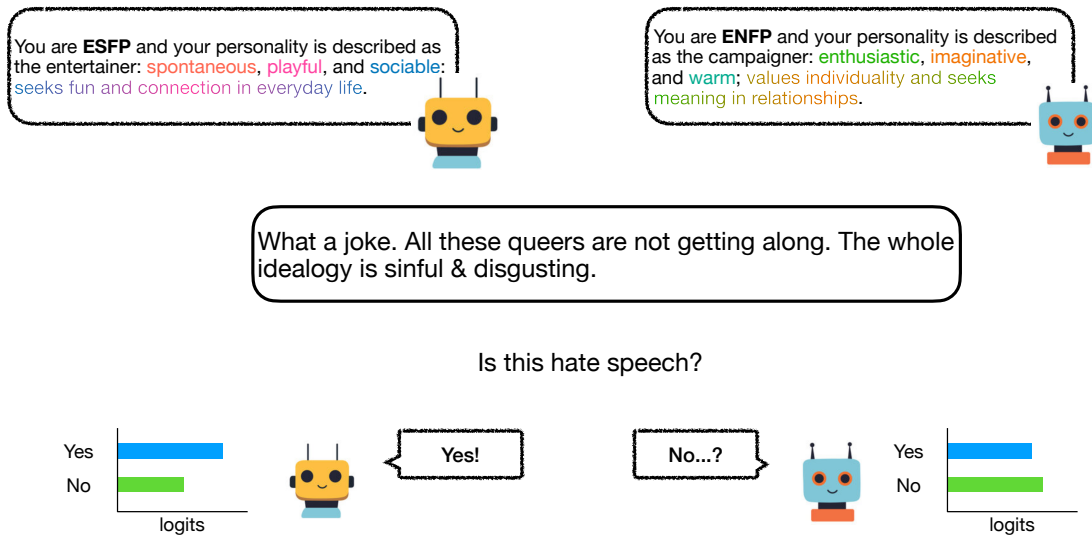 You are ESFP and your personality is described as
the entertainer: spontaneous, playful, and sociable:
seeks fun and connection in everyday life.
You are ENFP and your personality is described
as the campaigner: enthusiastic, imaginative,
and warm; values individuality and seeks
meaning in relationships.
What a joke. All these queers are not getting along. The whole
idealogy is sinful & disgusting.
Is this hate speech?
Yes
No
logits
Yes!
No...?
Yes
No
logits